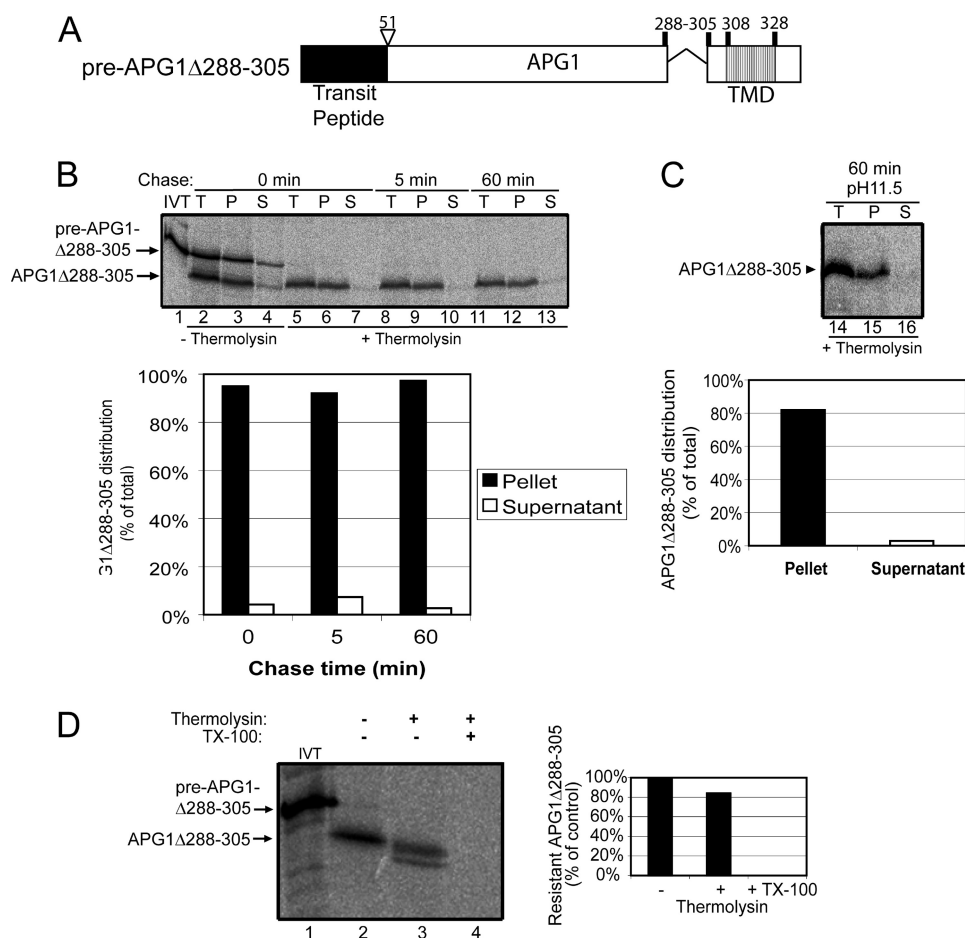 A
51
288-305
308
328
pre-APG1Δ288-305
APG1
Transit
Peptide
TMD
B
Chase:
0 min
5 min
60 min
IVT T P S T P S T P S T P S
pre-APG1-
Δ288-305
APG1Δ288-305
1 2 3 4 5 6 7 8 9 10 11 12 13
- Thermolysin
+ Thermolysin
100%
80%
60%
40%
20%
0%
G1Δ288-305 distribution
(% of total)
Pellet
Supernatant
0 5 60
Chase time (min)
C
60 min
pH11.5
T P S
APG1Δ288-305
14 15 16
+ Thermolysin
100%
80%
60%
40%
20%
0%
APG1Δ288-305 distribution
(% of total)
Pellet Supernatant
D
Thermolysin: - + +
TX-100: - - +
IVT
pre-APG1-
Δ288-305
APG1Δ288-305
1 2 3 4
Resistant APG1Δ288-305
(% of control)
100%
80%
60%
40%
20%
0%
- + + TX-100
Thermolysin